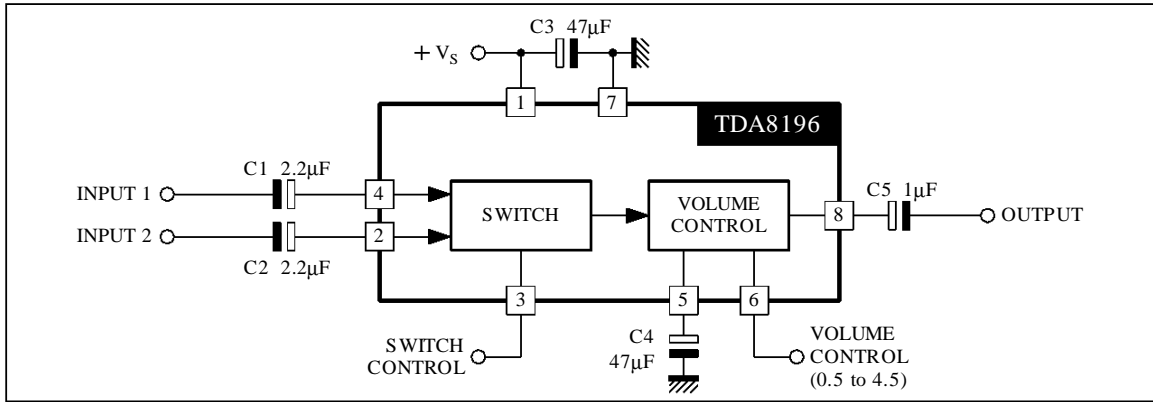 C3 47µF
+ VS
1
7
TDA8196
C1 2.2µF
INPUT 1
4
SWITCH
VOLUME
CONTROL
C5 1µF
8
OUTPUT
INPUT 2
2
C2 2.2µF
3
5
6
SWITCH
CONTROL
C4
47µF
VOLUME
CONTROL
(0.5 to 4.5)